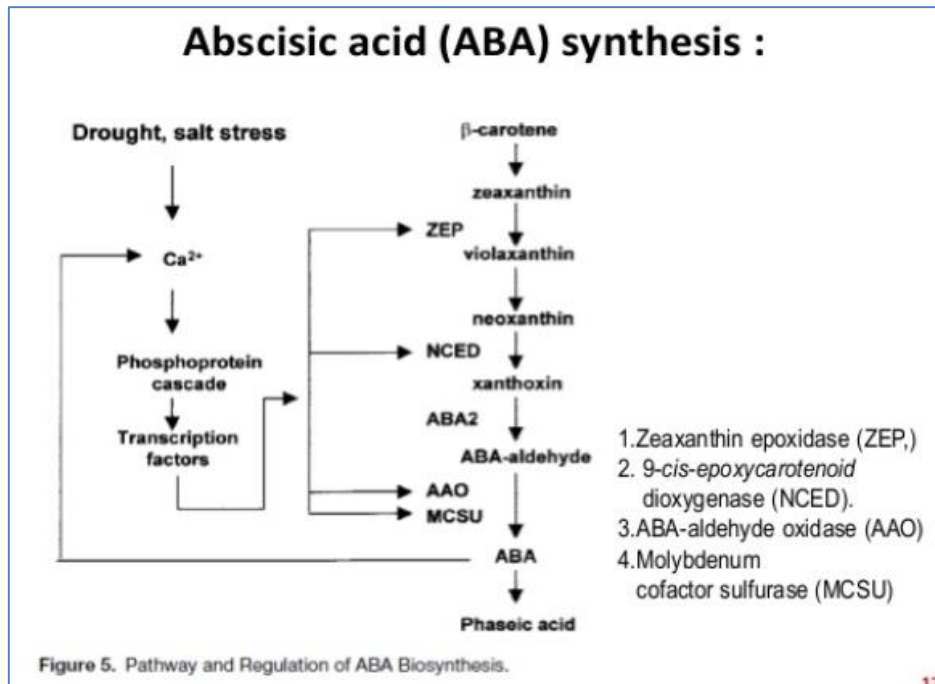 Abscisic acid (ABA) synthesis :
Drought, salt stress
Ca²⁺
Phosphoprotein
cascade
Transcription
factors
ZEP
NCED
ABA2
AAO
MCSU
β-carotene
zeaxanthin
violaxanthin
neoxanthin
xanthoxin
ABA-aldehyde
ABA
Phaseic acid
1.Zeaxanthin epoxidase (ZEP,)
2. 9-cis-epoxycarotenoid
dioxygenase (NCED).
3.ABA-aldehyde oxidase (AAO)
4.Molybdenum
cofactor sulfurase (MCSU)
Figure 5. Pathway and Regulation of ABA Biosynthesis.